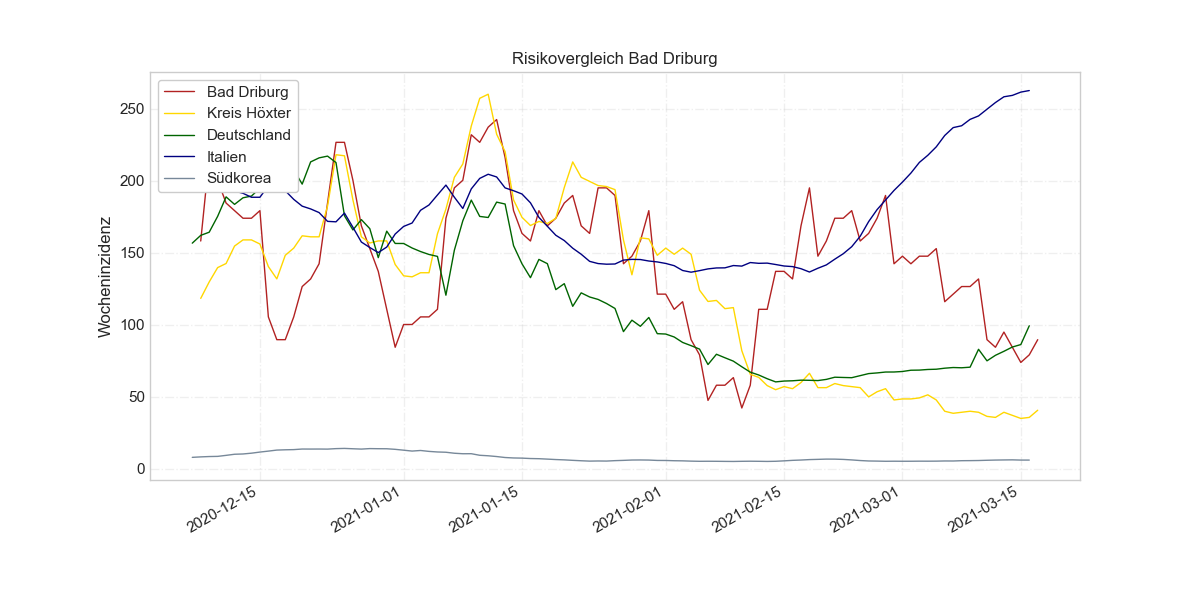 Risikovergleich Bad Driburg
Bad Driburg
Kreis Höxter
Deutschland
Italien
Südkorea
Wocheninzidenz
250
200
150
100
50
0
2020-12-15
2021-01-01
2021-01-15
2021-02-01
2021-02-15
2021-03-01
2021-03-15